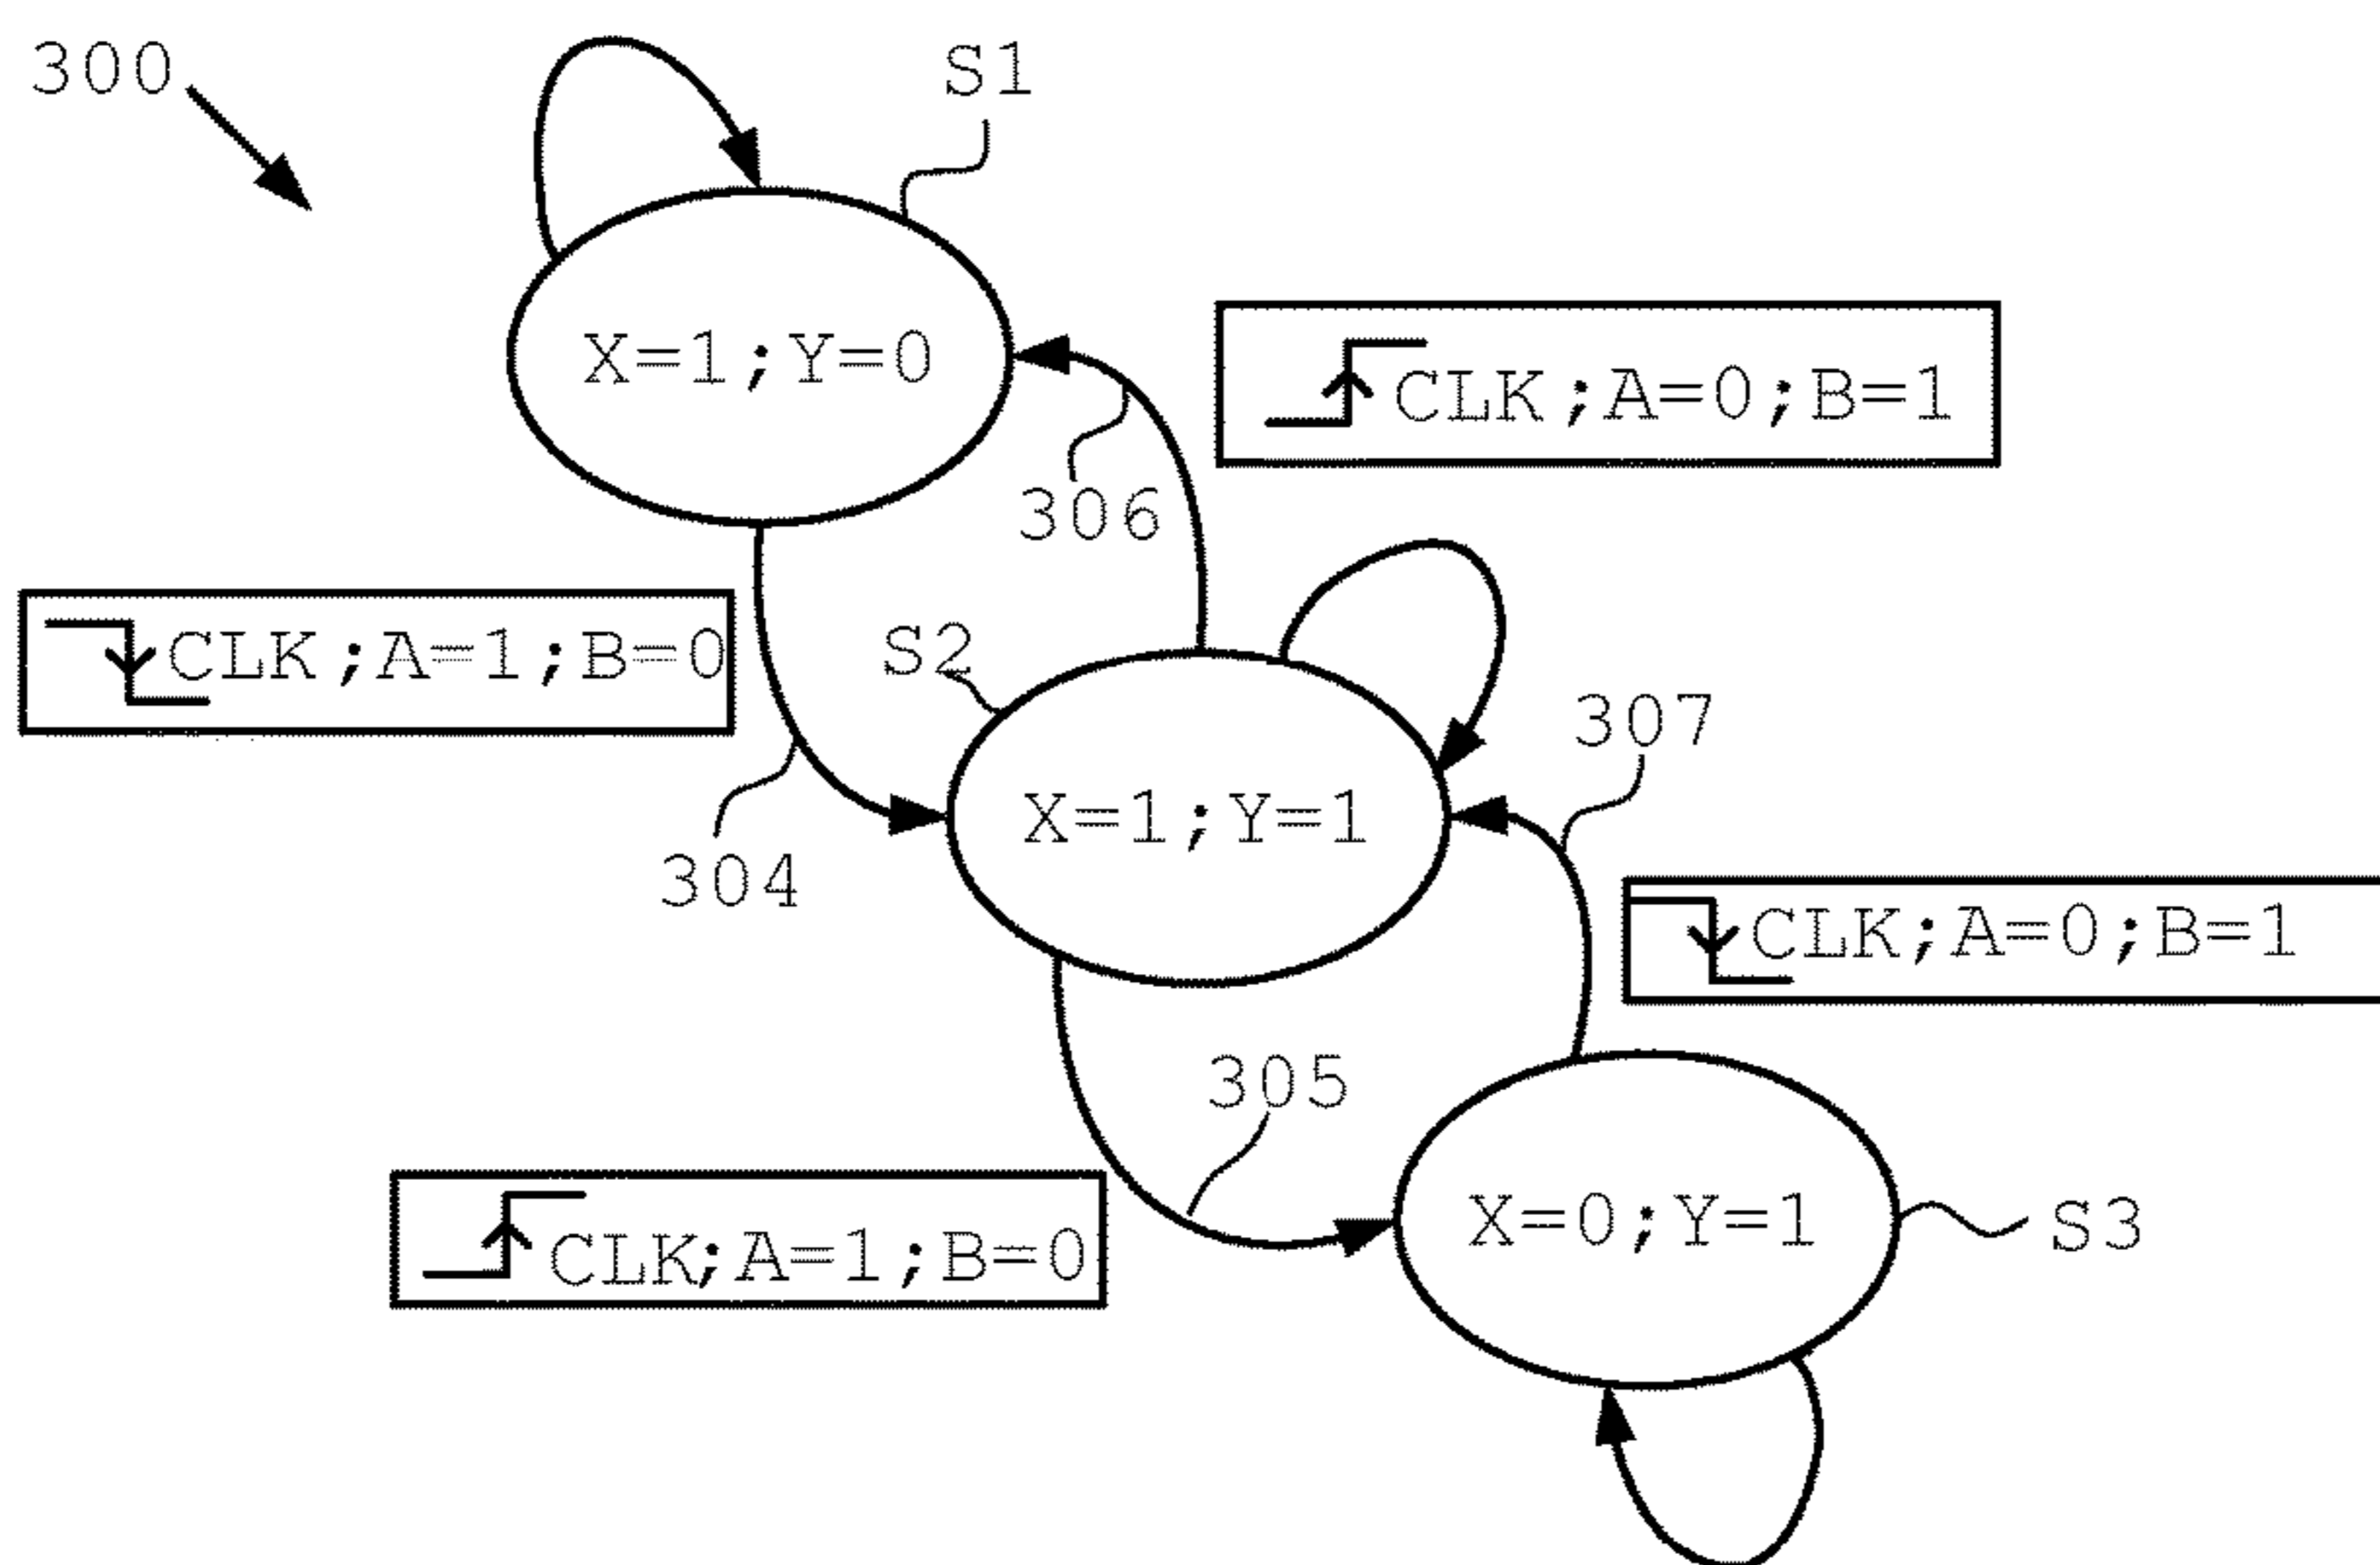 300
S1
X=1;Y=0
CLK;A=0;B=1
306
CLK;A=1;B=0
S2
307
X=1;Y=1
304
CLK;A=0;B=1
305
X=0;Y=1
S3
CLK;A=1;B=0